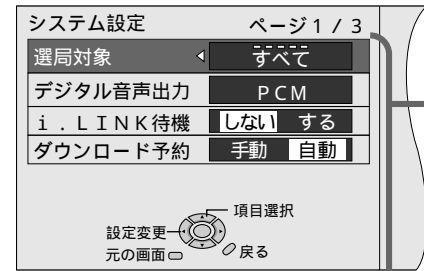 システム設定 ページ1 / 3
選局対象 すべて
デジタル音声出力 PCM
i.LINK待機 しない する
ダウンロード予約 手動 自動
項目選択
設定変更
元の画面 戻る